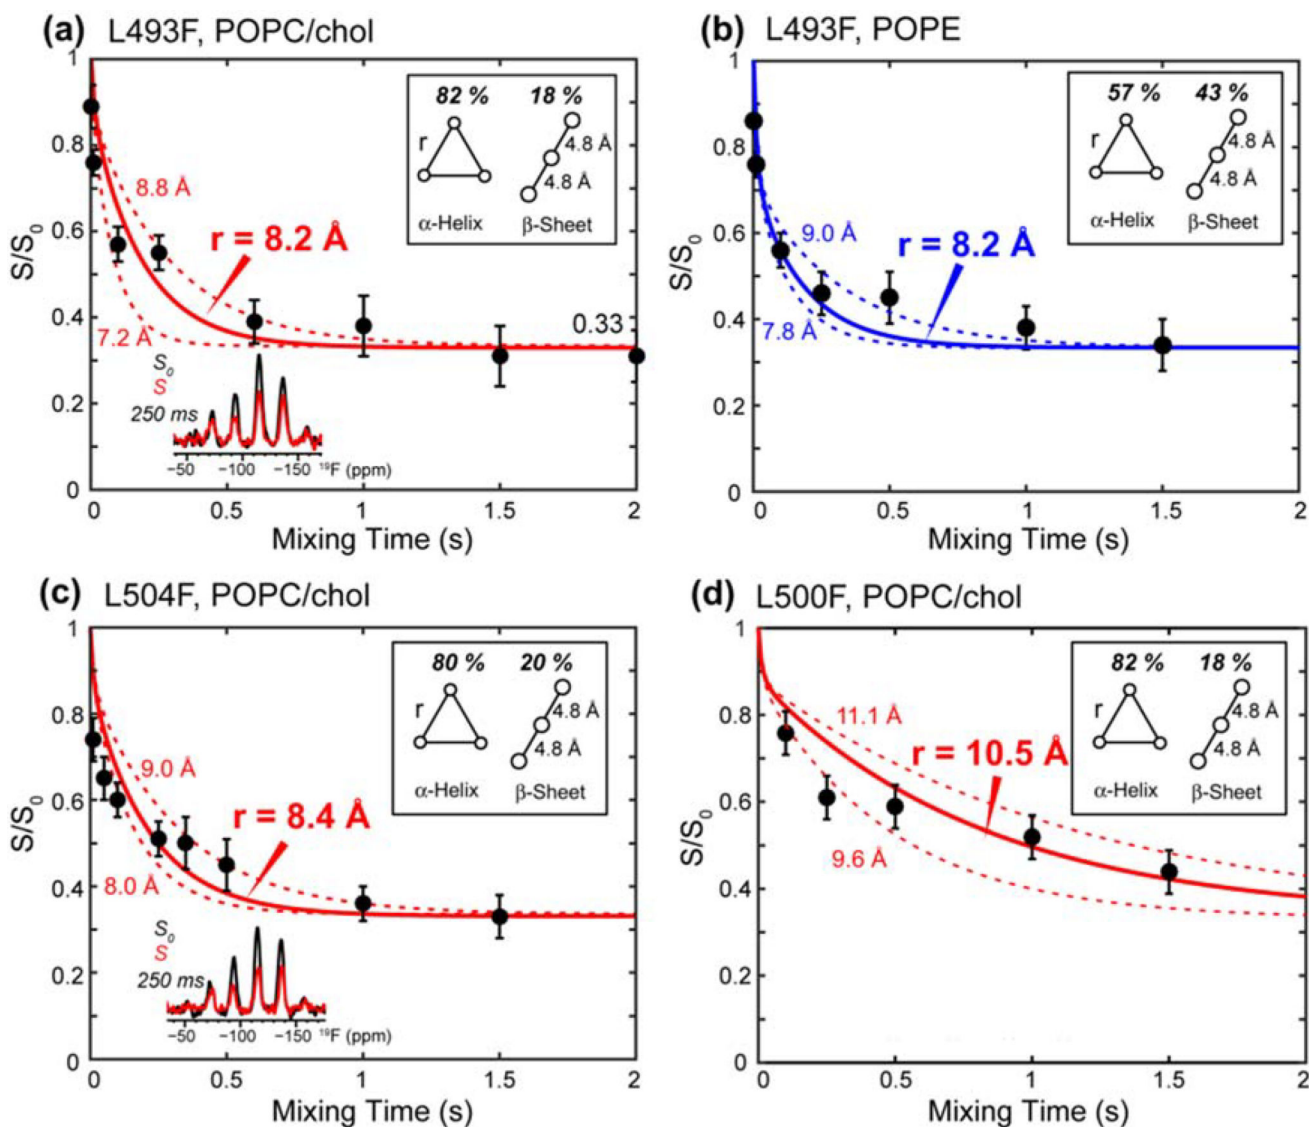 (a) L493F, POPC/chol
1
0.8
0.6
0.4
0.2
0
S/S0
82 % 18 %
r
4.8 Å
4.8 Å
α-Helix β-Sheet
8.8 Å
r = 8.2 Å
7.2 Å
0.33
S0
S
250 ms
−50 −100 −150 19F (ppm)
0 0.5 1 1.5 2
Mixing Time (s)
(b) L493F, POPE
1
0.8
0.6
0.4
0.2
0
S/S0
57 % 43 %
r
4.8 Å
4.8 Å
α-Helix β-Sheet
9.0 Å
r = 8.2 Å
7.8 Å
0 0.5 1 1.5 2
Mixing Time (s)
(c) L504F, POPC/chol
1
0.8
0.6
0.4
0.2
0
S/S0
80 % 20 %
r
4.8 Å
4.8 Å
α-Helix β-Sheet
9.0 Å
r = 8.4 Å
8.0 Å
S0
S
250 ms
−50 −100 −150 19F (ppm)
0 0.5 1 1.5 2
Mixing Time (s)
(d) L500F, POPC/chol
1
0.8
0.6
0.4
0.2
0
S/S0
82 % 18 %
r
4.8 Å
4.8 Å
α-Helix β-Sheet
11.1 Å
r = 10.5 Å
9.6 Å
0 0.5 1 1.5 2
Mixing Time (s)